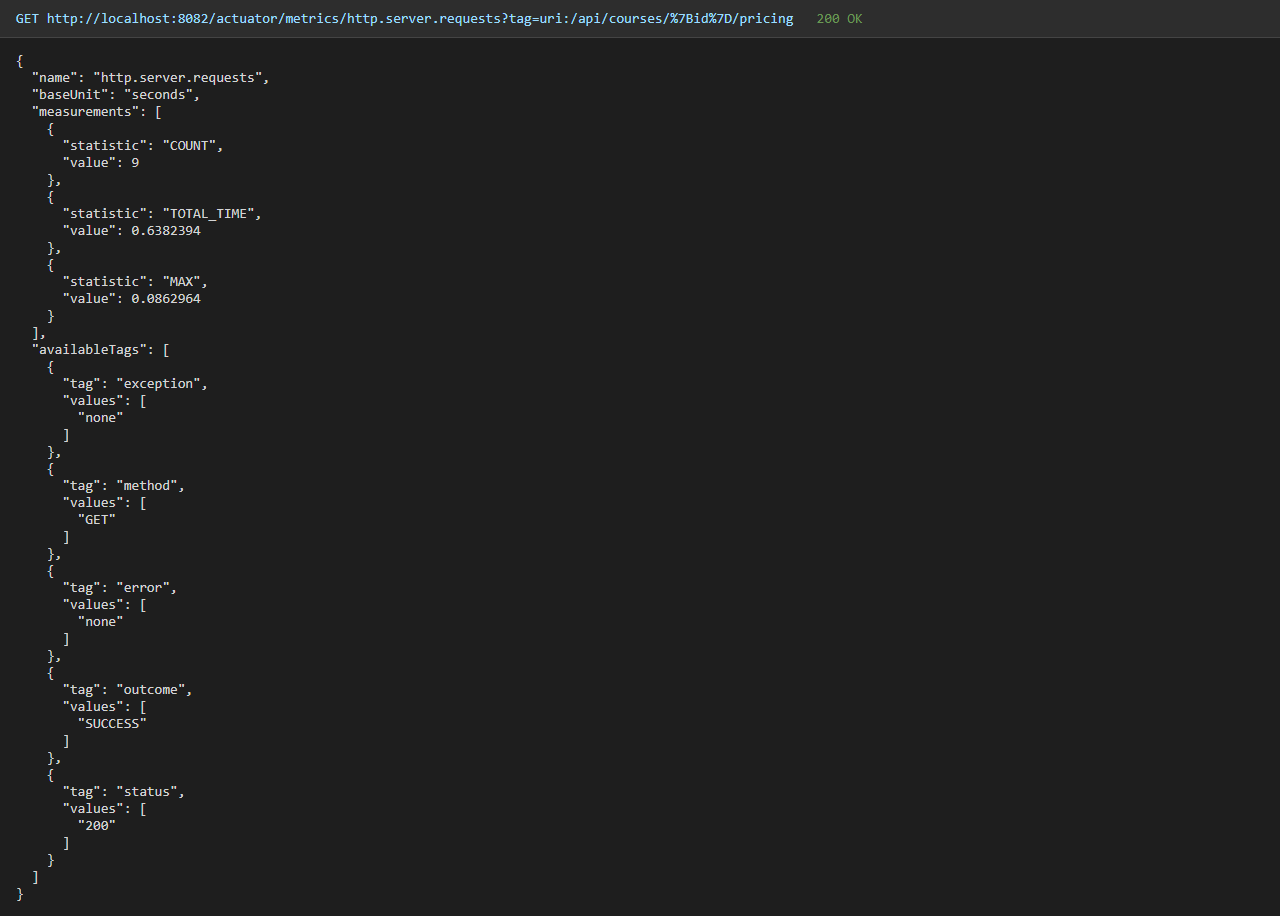 GET http://localhost:8082/actuator/metrics/http.server.requests?tag=uri:/api/courses/%7Bid%7D/pricing 200 OK
{
  "name": "http.server.requests",
  "baseUnit": "seconds",
  "measurements": [
    {
      "statistic": "COUNT",
      "value": 9
    },
    {
      "statistic": "TOTAL_TIME",
      "value": 0.6382394
    },
    {
      "statistic": "MAX",
      "value": 0.0862964
    }
  ],
  "availableTags": [
    {
      "tag": "exception",
      "values": [
        "none"
      ]
    },
    {
      "tag": "method",
      "values": [
        "GET"
      ]
    },
    {
      "tag": "error",
      "values": [
        "none"
      ]
    },
    {
      "tag": "outcome",
      "values": [
        "SUCCESS"
      ]
    },
    {
      "tag": "status",
      "values": [
        "200"
      ]
    }
  ]
}